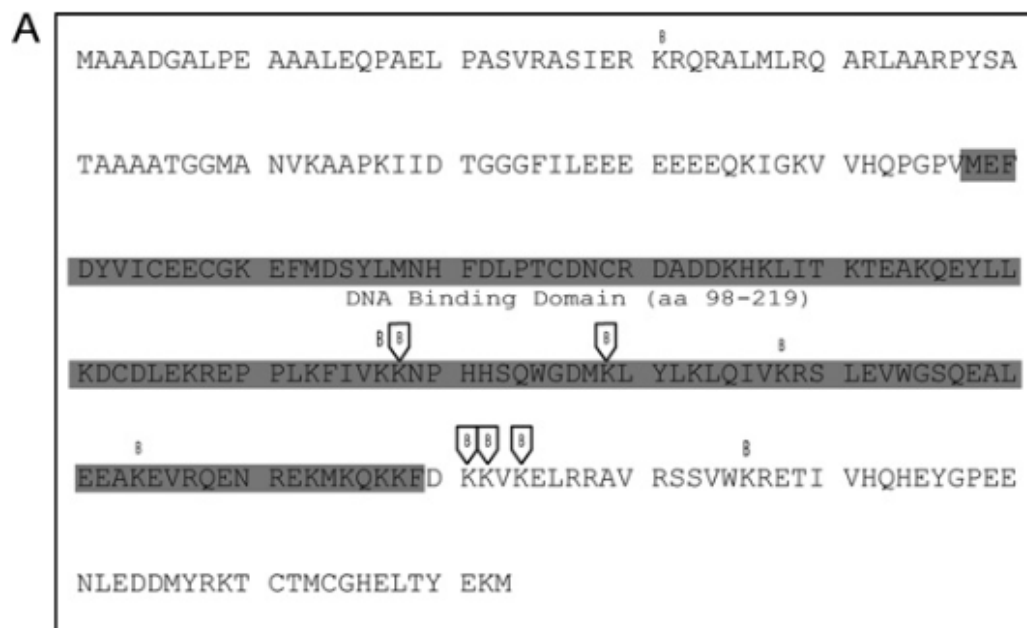 A
B
MAAADGALPE AAALEQPAEL PASVRASIER KRQRALMLRQ ARLAARPYSA
TAAAATGGMA NVKAAPKIID TGGGFILEEE EEEEQKIGKV VHQPGPVMEF
DYVICEECGK EFMDSYLMNH FDLPTCDNCR DADDKHKLIT KTEAKQEYLL
DNA Binding Domain (aa 98-219)
B B B B
KDCDLEKREP PLKFIVKKNP HHSQWGDMKL YLKLQIVKRS LEVWGSQEAL
B B B B B
EEAKEVRQEN REKMKQKKFD KKVKELRRAV RSSVWKRETI VHQHEYGPEE
NLEDDMYRKT CTMCGHELTY EKM